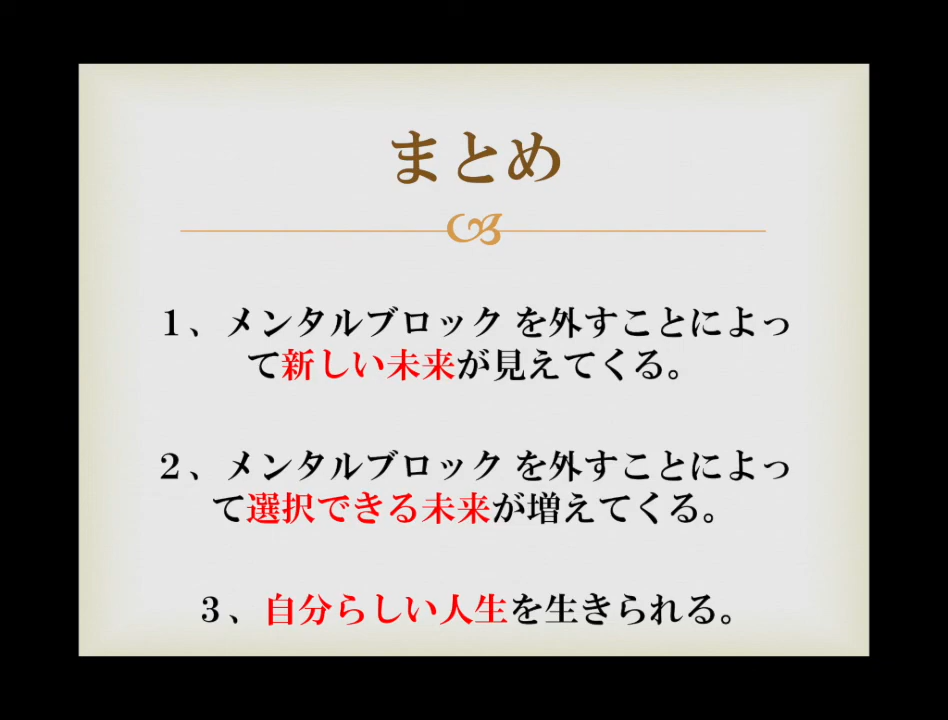 まとめ
１、メンタルブロック を外すことによっ
て新しい未来が見えてくる。
２、メンタルブロック を外すことによっ
て選択できる未来が増えてくる。
３、自分らしい人生を生きられる。